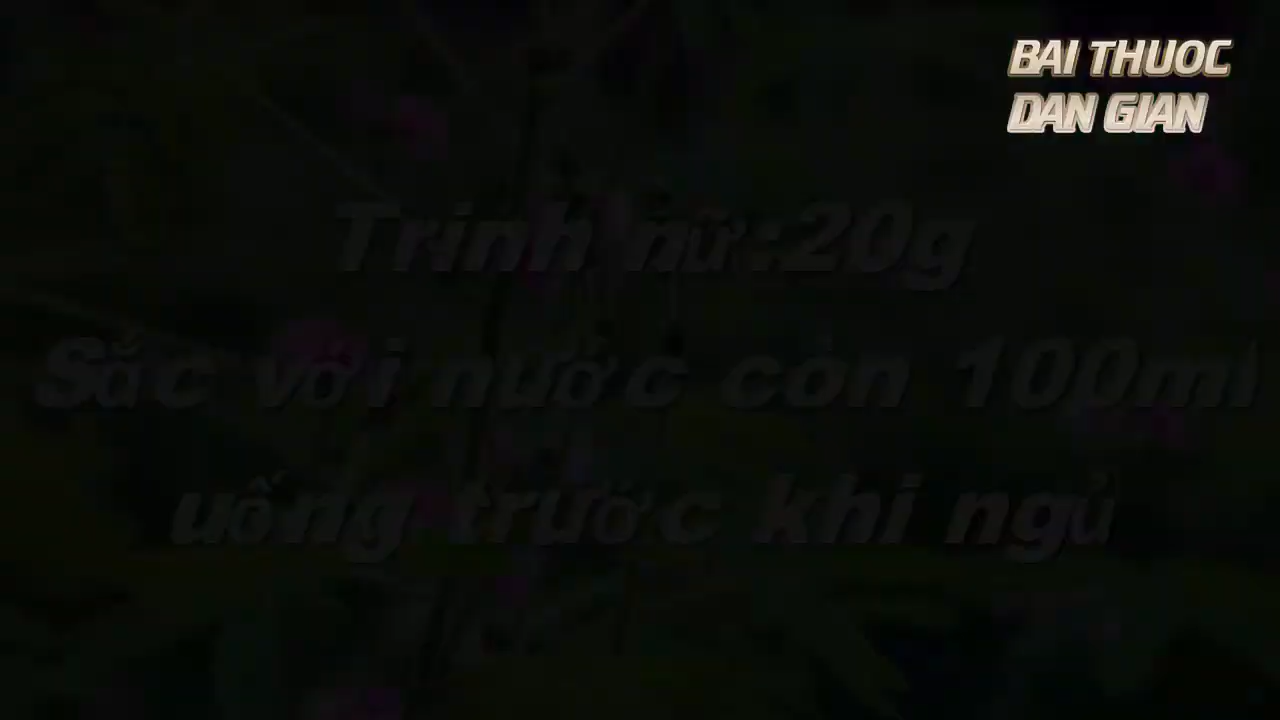 BAI THUOC
DAN GIAN
Trinh nữ:20g
Sắc với nước còn 100ml
uống trước khi ngủ